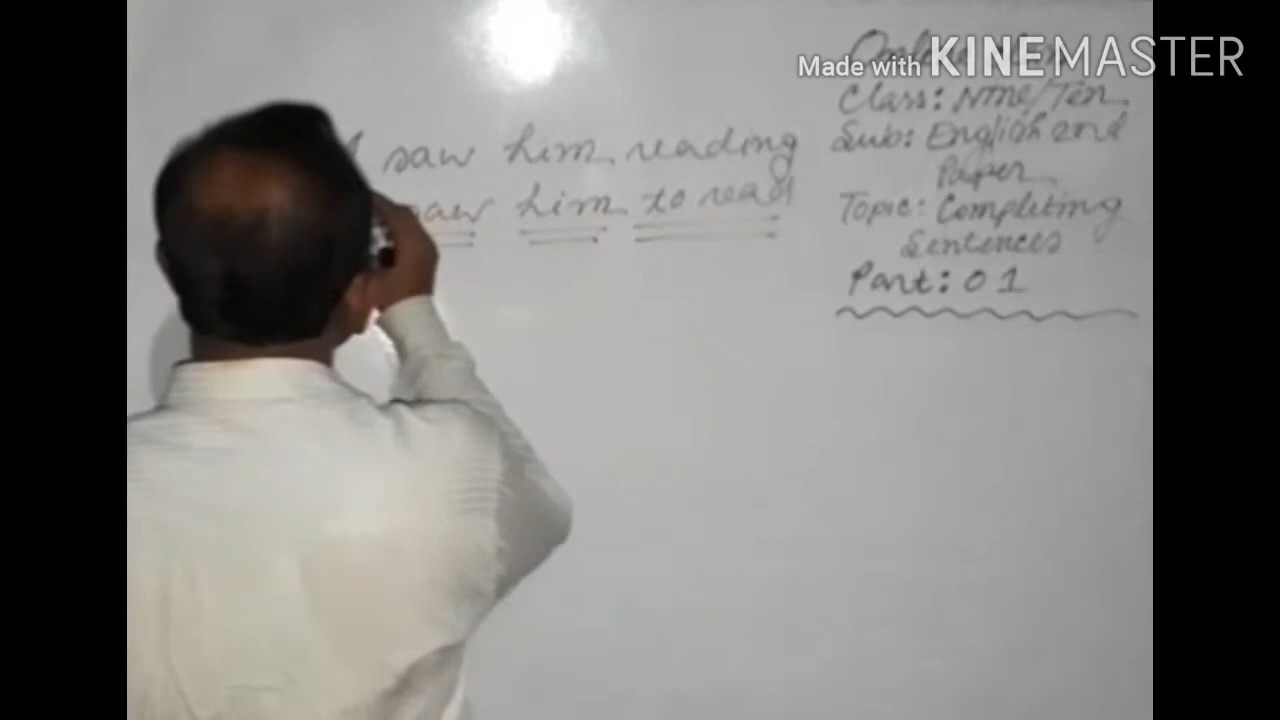 I saw him reading
saw him to read
Made with KINEMASTER
Class: Nine/Ten
Sub: English 2nd
Paper
Topic: Completing
Sentences
Part: 01